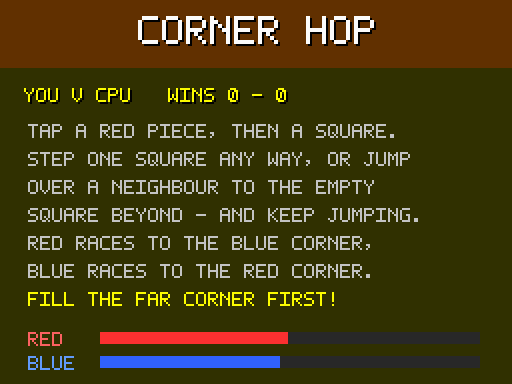 CORNER HOP
YOU V CPU   WINS 0 - 0
TAP A RED PIECE, THEN A SQUARE.
STEP ONE SQUARE ANY WAY, OR JUMP
OVER A NEIGHBOUR TO THE EMPTY
SQUARE BEYOND - AND KEEP JUMPING.
RED RACES TO THE BLUE CORNER,
BLUE RACES TO THE RED CORNER.
FILL THE FAR CORNER FIRST!
RED
BLUE